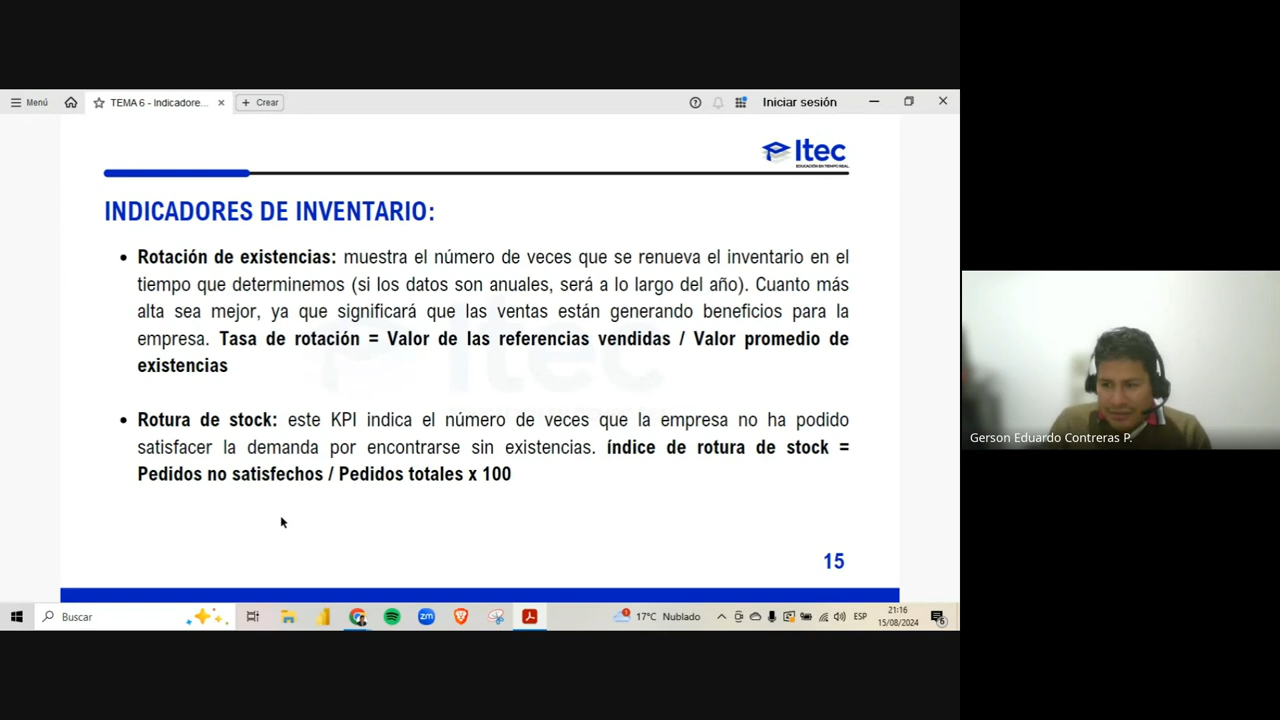 Menú
TEMA 6 - Indicadore...
Crear
Iniciar sesión
Itec
EDUCACIÓN EN TIEMPO REAL
INDICADORES DE INVENTARIO:
• Rotación de existencias: muestra el número de veces que se renueva el inventario en el
tiempo que determinemos (si los datos son anuales, será a lo largo del año). Cuanto más
alta sea mejor, ya que significará que las ventas están generando beneficios para la
empresa. Tasa de rotación = Valor de las referencias vendidas / Valor promedio de
existencias
• Rotura de stock: este KPI indica el número de veces que la empresa no ha podido
satisfacer la demanda por encontrarse sin existencias. índice de rotura de stock =
Pedidos no satisfechos / Pedidos totales x 100
15
Gerson Eduardo Contreras P.
Buscar
zm
17°C Nublado
ESP
21:16
15/08/2024
6